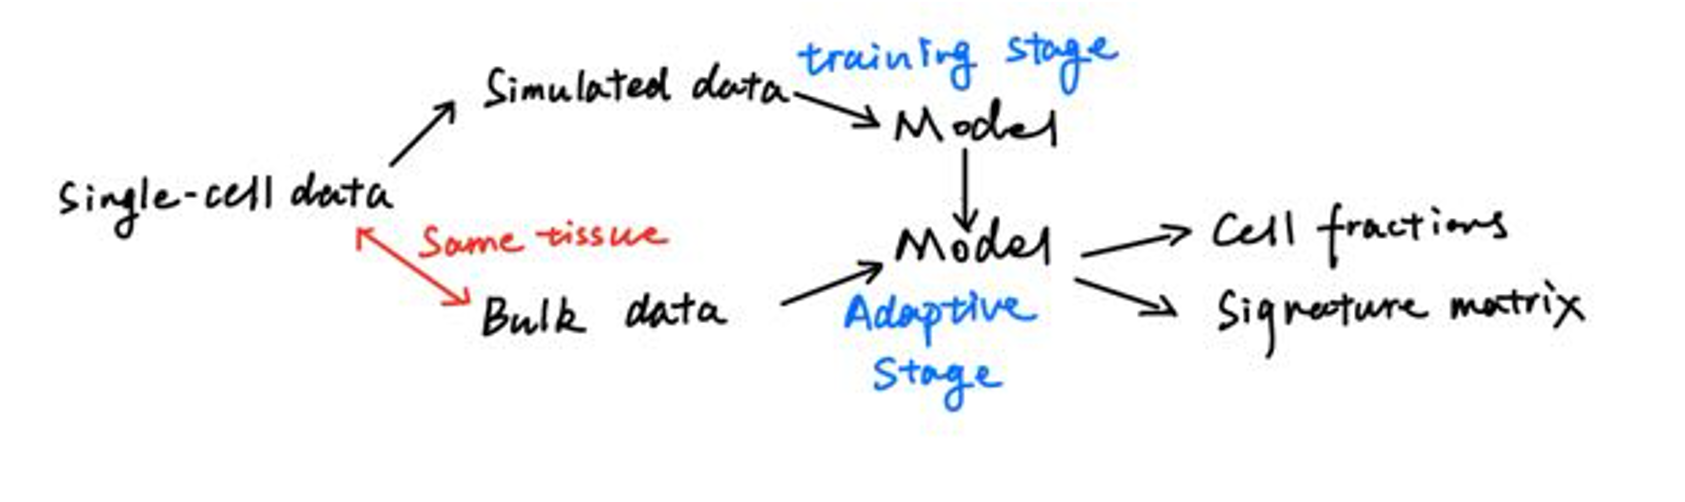 training stage
Simulated data
Model
Single-cell data
Same tissue
Model
Cell fractions
Bulk data
Adaptive
Stage
Signature matrix